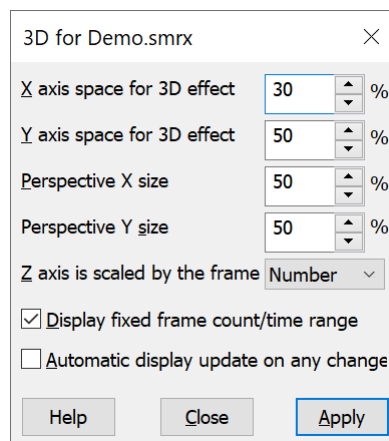 3D for Demo.smrx
X axis space for 3D effect 30 %
Y axis space for 3D effect 50 %
Perspective X size 50 %
Perspective Y size 50 %
Z axis is scaled by the frame Number
Display fixed frame count/time range
Automatic display update on any change
Help Close Apply